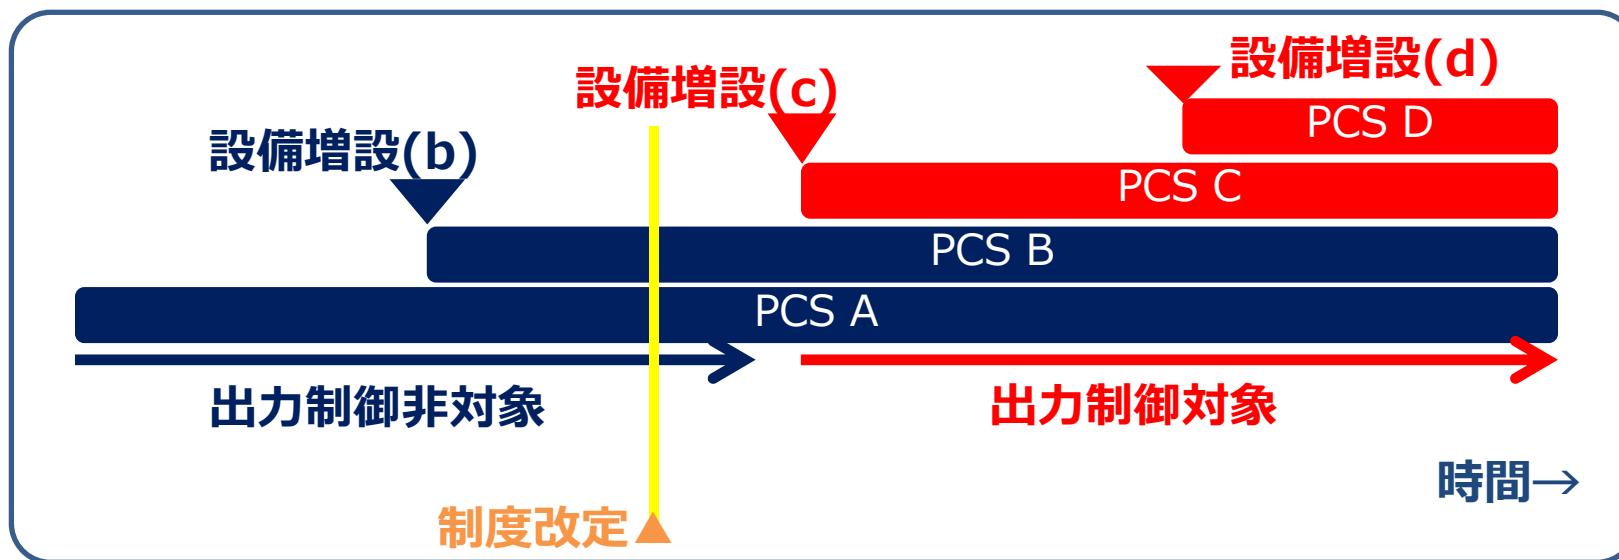 設備増設(d)
設備増設(c)
PCS D
設備増設(b)
PCS C
PCS B
PCS A
出力制御非対象
出力制御対象
時間→
制度改定